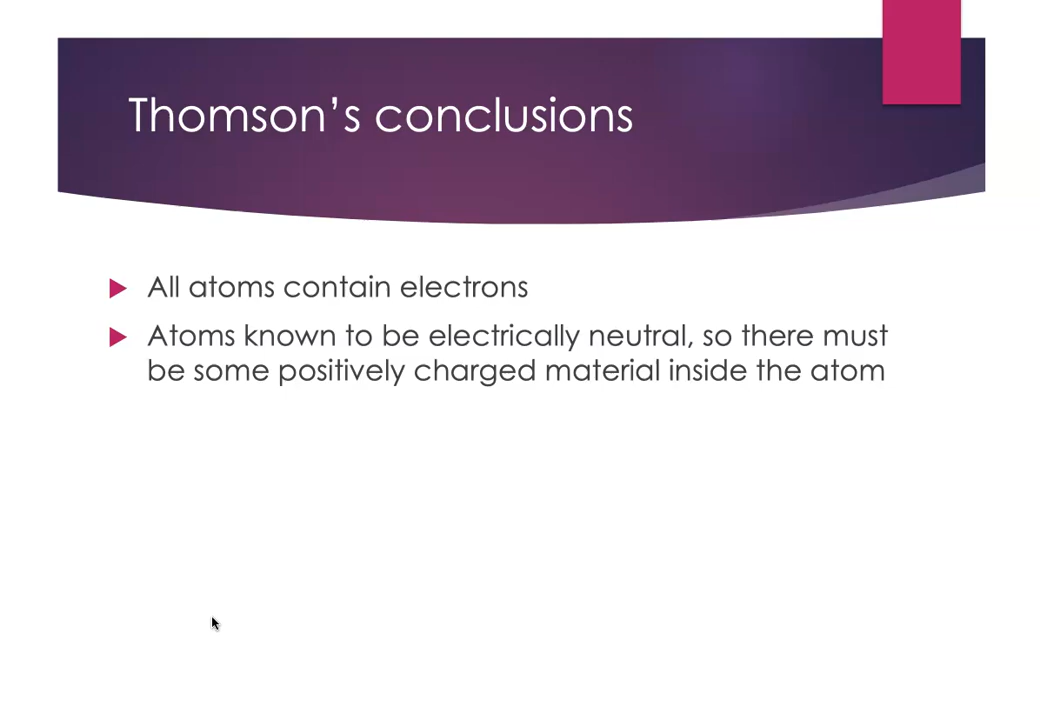 Thomson’s conclusions
All atoms contain electrons
Atoms known to be electrically neutral, so there must
be some positively charged material inside the atom